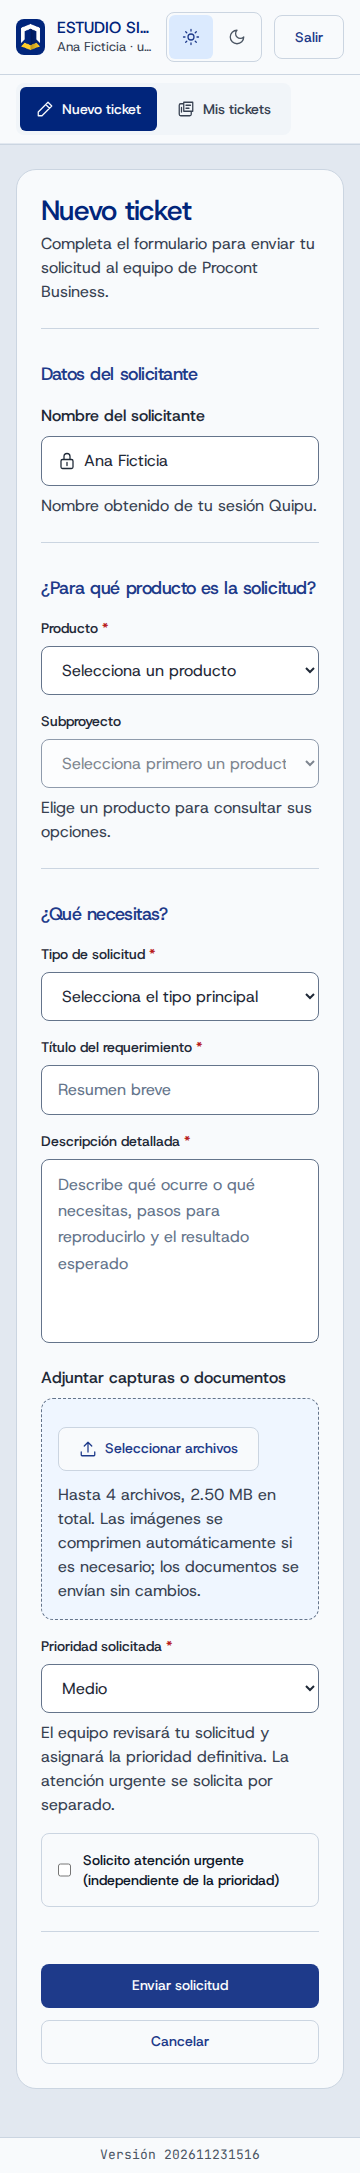 ESTUDIO SI...
Ana Ficticia · u...
Salir
Nuevo ticket
Mis tickets
Nuevo ticket
Completa el formulario para enviar tu
solicitud al equipo de Procont
Business.
Datos del solicitante
Nombre del solicitante
Ana Ficticia
Nombre obtenido de tu sesión Quipu.
¿Para qué producto es la solicitud?
Producto *
Selecciona un producto
Subproyecto
Selecciona primero un product
Elige un producto para consultar sus
opciones.
¿Qué necesitas?
Tipo de solicitud *
Selecciona el tipo principal
Título del requerimiento *
Resumen breve
Descripción detallada *
Describe qué ocurre o qué
necesitas, pasos para
reproducirlo y el resultado
esperado
Adjuntar capturas o documentos
Seleccionar archivos
Hasta 4 archivos, 2.50 MB en
total. Las imágenes se
comprimen automáticamente si
es necesario; los documentos se
envían sin cambios.
Prioridad solicitada *
Medio
El equipo revisará tu solicitud y
asignará la prioridad definitiva. La
atención urgente se solicita por
separado.
Solicito atención urgente
(independiente de la prioridad)
Enviar solicitud
Cancelar
Versión 202611231516